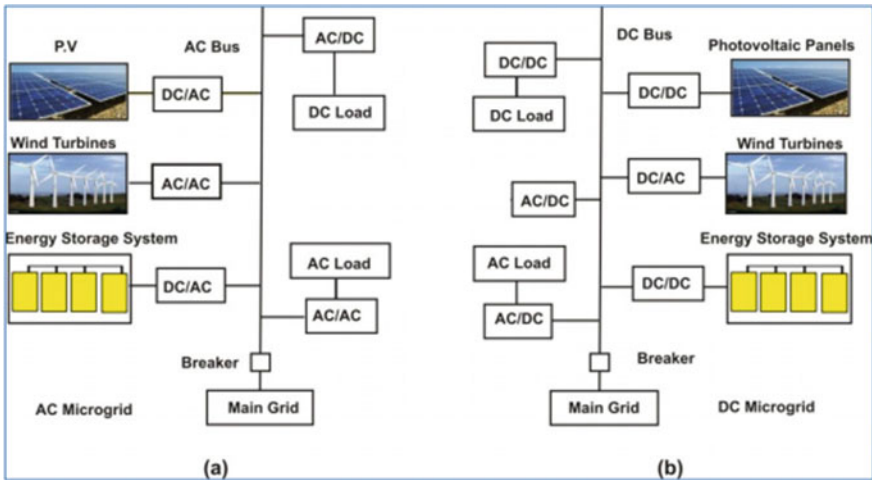 P.V
AC Bus
AC/DC
DC/AC
DC Load
Wind Turbines
AC/AC
Energy Storage System
DC/AC
AC Load
AC/AC
Breaker
Main Grid
AC Microgrid
(a)
DC Bus
Photovoltaic Panels
DC/DC
DC/DC
DC Load
Wind Turbines
DC/AC
AC/DC
Energy Storage System
AC Load
DC/DC
AC/DC
Breaker
Main Grid
DC Microgrid
(b)